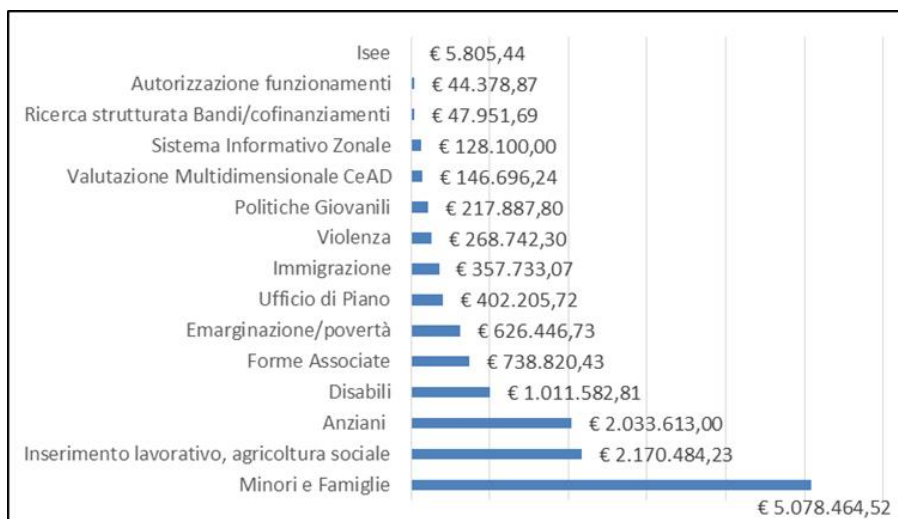 Isee € 5.805,44
Autorizzazione funzionamenti € 44.378,87
Ricerca strutturata Bandi/cofinanziamenti € 47.951,69
Sistema Informativo Zonale € 128.100,00
Valutazione Multidimensionale CeAD € 146.696,24
Politiche Giovanili € 217.887,80
Violenza € 268.742,30
Immigrazione € 357.733,07
Ufficio di Piano € 402.205,72
Emarginazione/povertà € 626.446,73
Forme Associate € 738.820,43
Disabili € 1.011.582,81
Anziani € 2.033.613,00
Inserimento lavorativo, agricoltura sociale € 2.170.484,23
Minori e Famiglie
€ 5.078.464,52